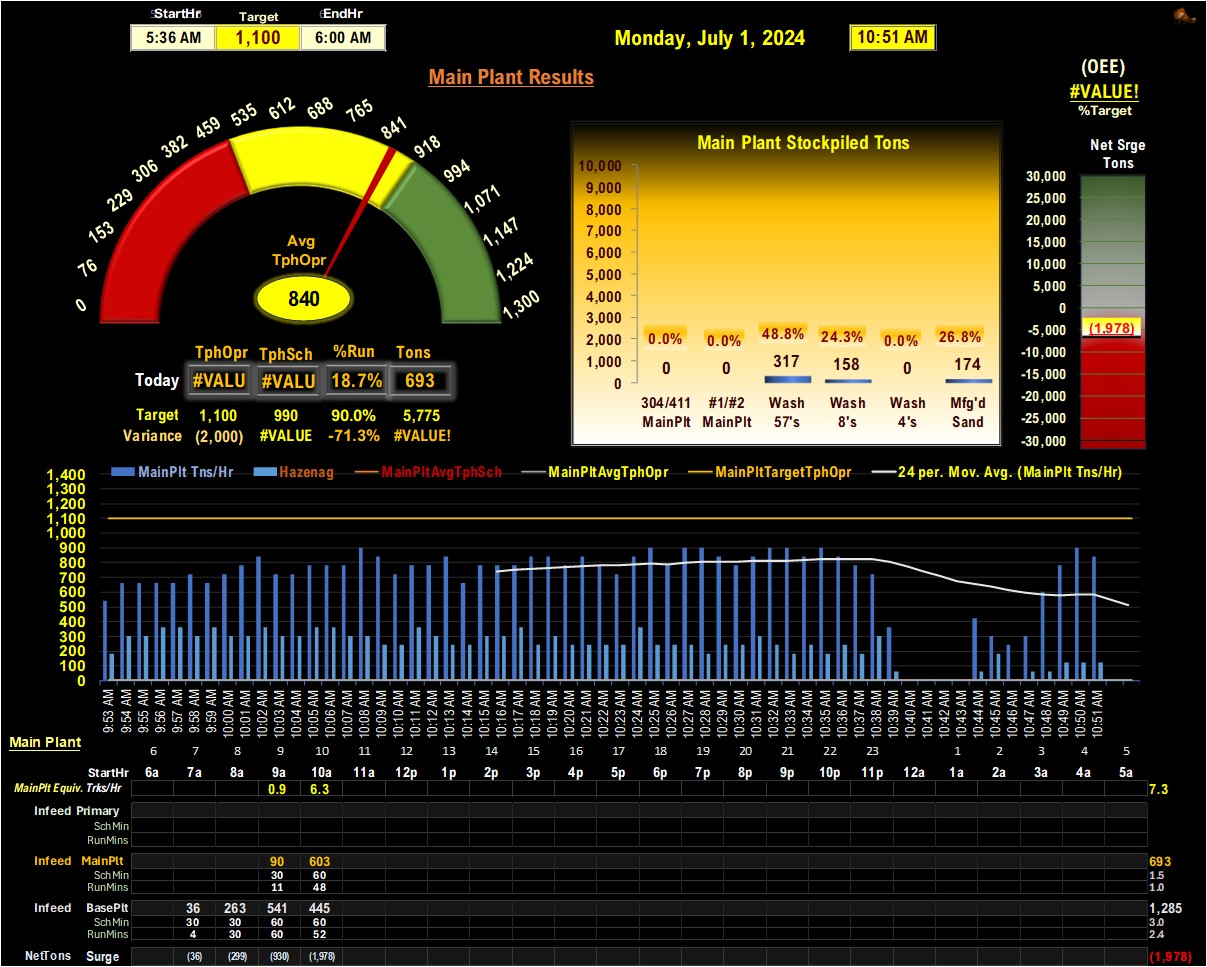 StartHr Target EndHr
5:36 AM 1,100 6:00 AM
Monday, July 1, 2024 10:51 AM
Main Plant Results
(OEE)
#VALUE!
%Target
Net Srge
Tons
0 76 153 229 306 382 459 535 612 688 765 841 918 994 1,071 1,147 1,224 1,300
Avg
TphOpr
840
TphOpr TphSch %Run Tons
Today #VALU #VALU 18.7% 693
Target 1,100 990 90.0% 5,775
Variance (2,000) #VALUE -71.3% #VALUE!
Main Plant Stockpiled Tons
10,000
9,000
8,000
7,000
6,000
5,000
4,000
3,000
2,000
1,000
0
0.0% 0.0% 48.8% 24.3% 0.0% 26.8%
0 0 317 158 0 174
304/411 #1/#2 Wash Wash Wash Mfg'd
MainPlt MainPlt 57's 8's 4's Sand
30,000
25,000
20,000
15,000
10,000
5,000
0
-5,000
-10,000
-15,000
-20,000
-25,000
-30,000
(1,978)
MainPlt Tns/Hr Hazenag MainPltAvgTphSch MainPltAvgTphOpr MainPltTargetTphOpr 24 per. Mov. Avg. (MainPlt Tns/Hr)
1,400
1,300
1,200
1,100
1,000
900
800
700
600
500
400
300
200
100
0
9:53 AM 9:54 AM 9:55 AM 9:56 AM 9:57 AM 9:58 AM 9:59 AM 10:00 AM 10:02 AM 10:03 AM 10:04 AM 10:05 AM 10:06 AM 10:07 AM 10:08 AM 10:09 AM 10:10 AM 10:11 AM 10:12 AM 10:13 AM 10:14 AM 10:15 AM 10:16 AM 10:17 AM 10:18 AM 10:19 AM 10:20 AM 10:21 AM 10:22 AM 10:23 AM 10:24 AM 10:25 AM 10:26 AM 10:27 AM 10:28 AM 10:29 AM 10:30 AM 10:31 AM 10:32 AM 10:33 AM 10:34 AM 10:35 AM 10:36 AM 10:37 AM 10:38 AM 10:39 AM 10:40 AM 10:41 AM 10:42 AM 10:43 AM 10:44 AM 10:45 AM 10:46 AM 10:47 AM 10:48 AM 10:49 AM 10:50 AM 10:51 AM
Main Plant
6 7 8 9 10 11 12 13 14 15 16 17 18 19 20 21 22 23 1 2 3 4 5
StartHr 6a 7a 8a 9a 10a 11a 12p 1p 2p 3p 4p 5p 6p 7p 8p 9p 10p 11p 12a 1a 2a 3a 4a 5a
MainPlt Equiv. Trks/Hr 0.9 6.3 7.3
Infeed Primary
SchMin
RunMins
Infeed MainPlt 90 603 693
SchMin 30 60 1.5
RunMins 11 48 1.0
Infeed BasePlt 36 263 541 445 1,285
SchMin 30 30 60 60 3.0
RunMins 4 30 60 52 2.4
NetTons Surge (36) (299) (930) (1,978) (1,978)